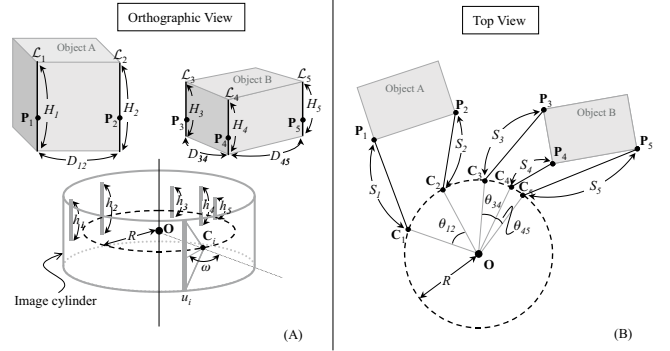 Orthographic View
Object A
ℒ1
ℒ2
H1
H2
P1
P2
D12
Object B
ℒ3
ℒ4
ℒ5
H3
H4
H5
P3
P4
P5
D34
D45
h1
h2
h3
h4
h5
R
O
Ci
ω
ui
Image cylinder
(A)
Top View
Object A
Object B
P1
P2
P3
P4
P5
S1
S2
S3
S4
S5
C1
C2
C3
C4
C5
θ12
θ34
θ45
R
O
(B)